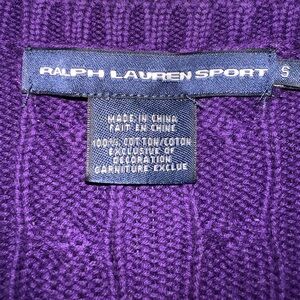 RALPH LAUREN SPORT
S
MADE IN CHINA
FAIT EN CHINE
100% COTTON/COTON
EXCLUSIVE OF
DECORATION
GARNITURE EXCLUE